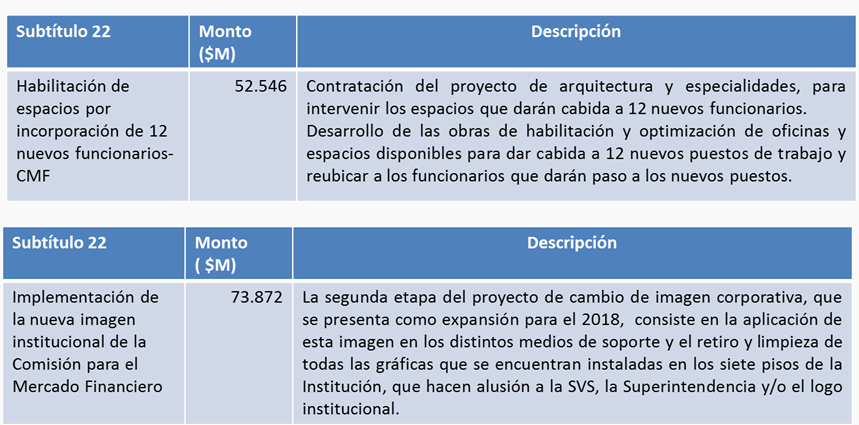 Subtítulo 22 Monto ($M) Descripción
Habilitación de espacios por incorporación de 12 nuevos funcionarios-CMF
52.546
Contratación del proyecto de arquitectura y especialidades, para
intervenir los espacios que darán cabida a 12 nuevos funcionarios.
Desarrollo de las obras de habilitación y optimización de oficinas y
espacios disponibles para dar cabida a 12 nuevos puestos de trabajo y
reubicar a los funcionarios que darán paso a los nuevos puestos.
Subtítulo 22 Monto ( $M) Descripción
Implementación de
la nueva imagen
institucional de la
Comisión para el
Mercado Financiero
73.872
La segunda etapa del proyecto de cambio de imagen corporativa, que
se presenta como expansión para el 2018, consiste en la aplicación de
esta imagen en los distintos medios de soporte y el retiro y limpieza de
todas las gráficas que se encuentran instaladas en los siete pisos de la
Institución, que hacen alusión a la SVS, la Superintendencia y/o el logo
institucional.